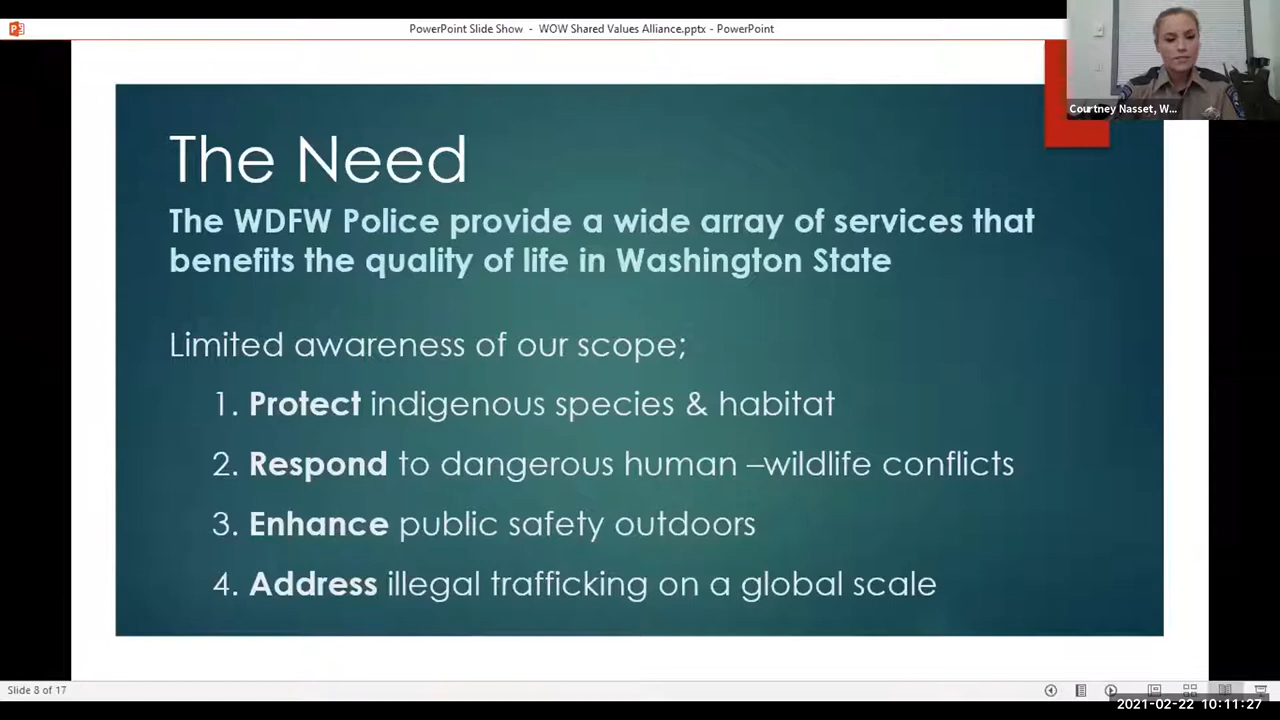 PowerPoint Slide Show - WOW Shared Values Alliance.pptx - PowerPoint
Courtney Nasset, W...
The Need
The WDFW Police provide a wide array of services that
benefits the quality of life in Washington State
Limited awareness of our scope;
1. Protect indigenous species & habitat
2. Respond to dangerous human –wildlife conflicts
3. Enhance public safety outdoors
4. Address illegal trafficking on a global scale
Slide 8 of 17
2021-02-22 10:11:27